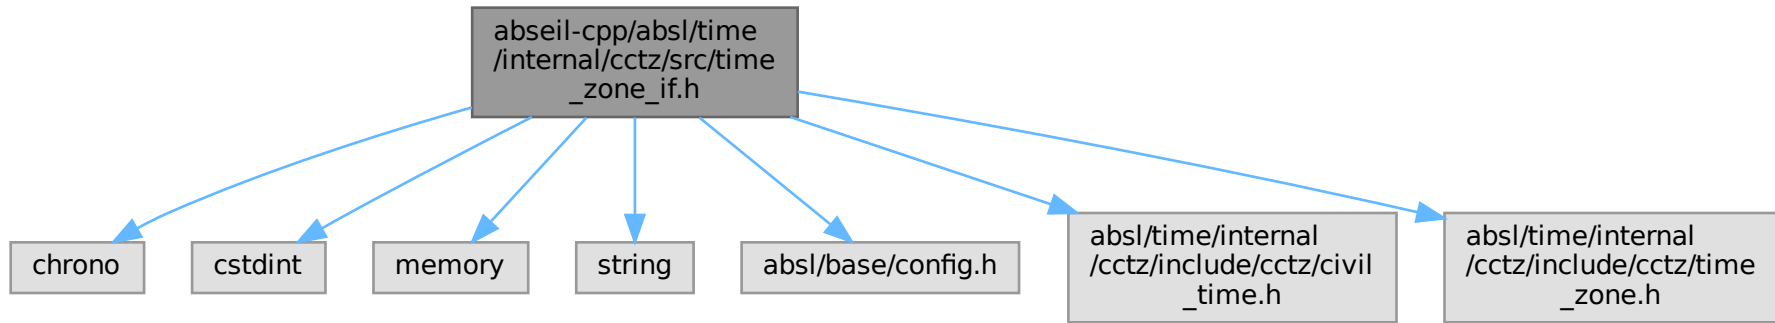 abseil-cpp/absl/time
/internal/cctz/src/time
_zone_if.h
chrono
cstdint
memory
string
absl/base/config.h
absl/time/internal
/cctz/include/cctz/civil
_time.h
absl/time/internal
/cctz/include/cctz/time
_zone.h